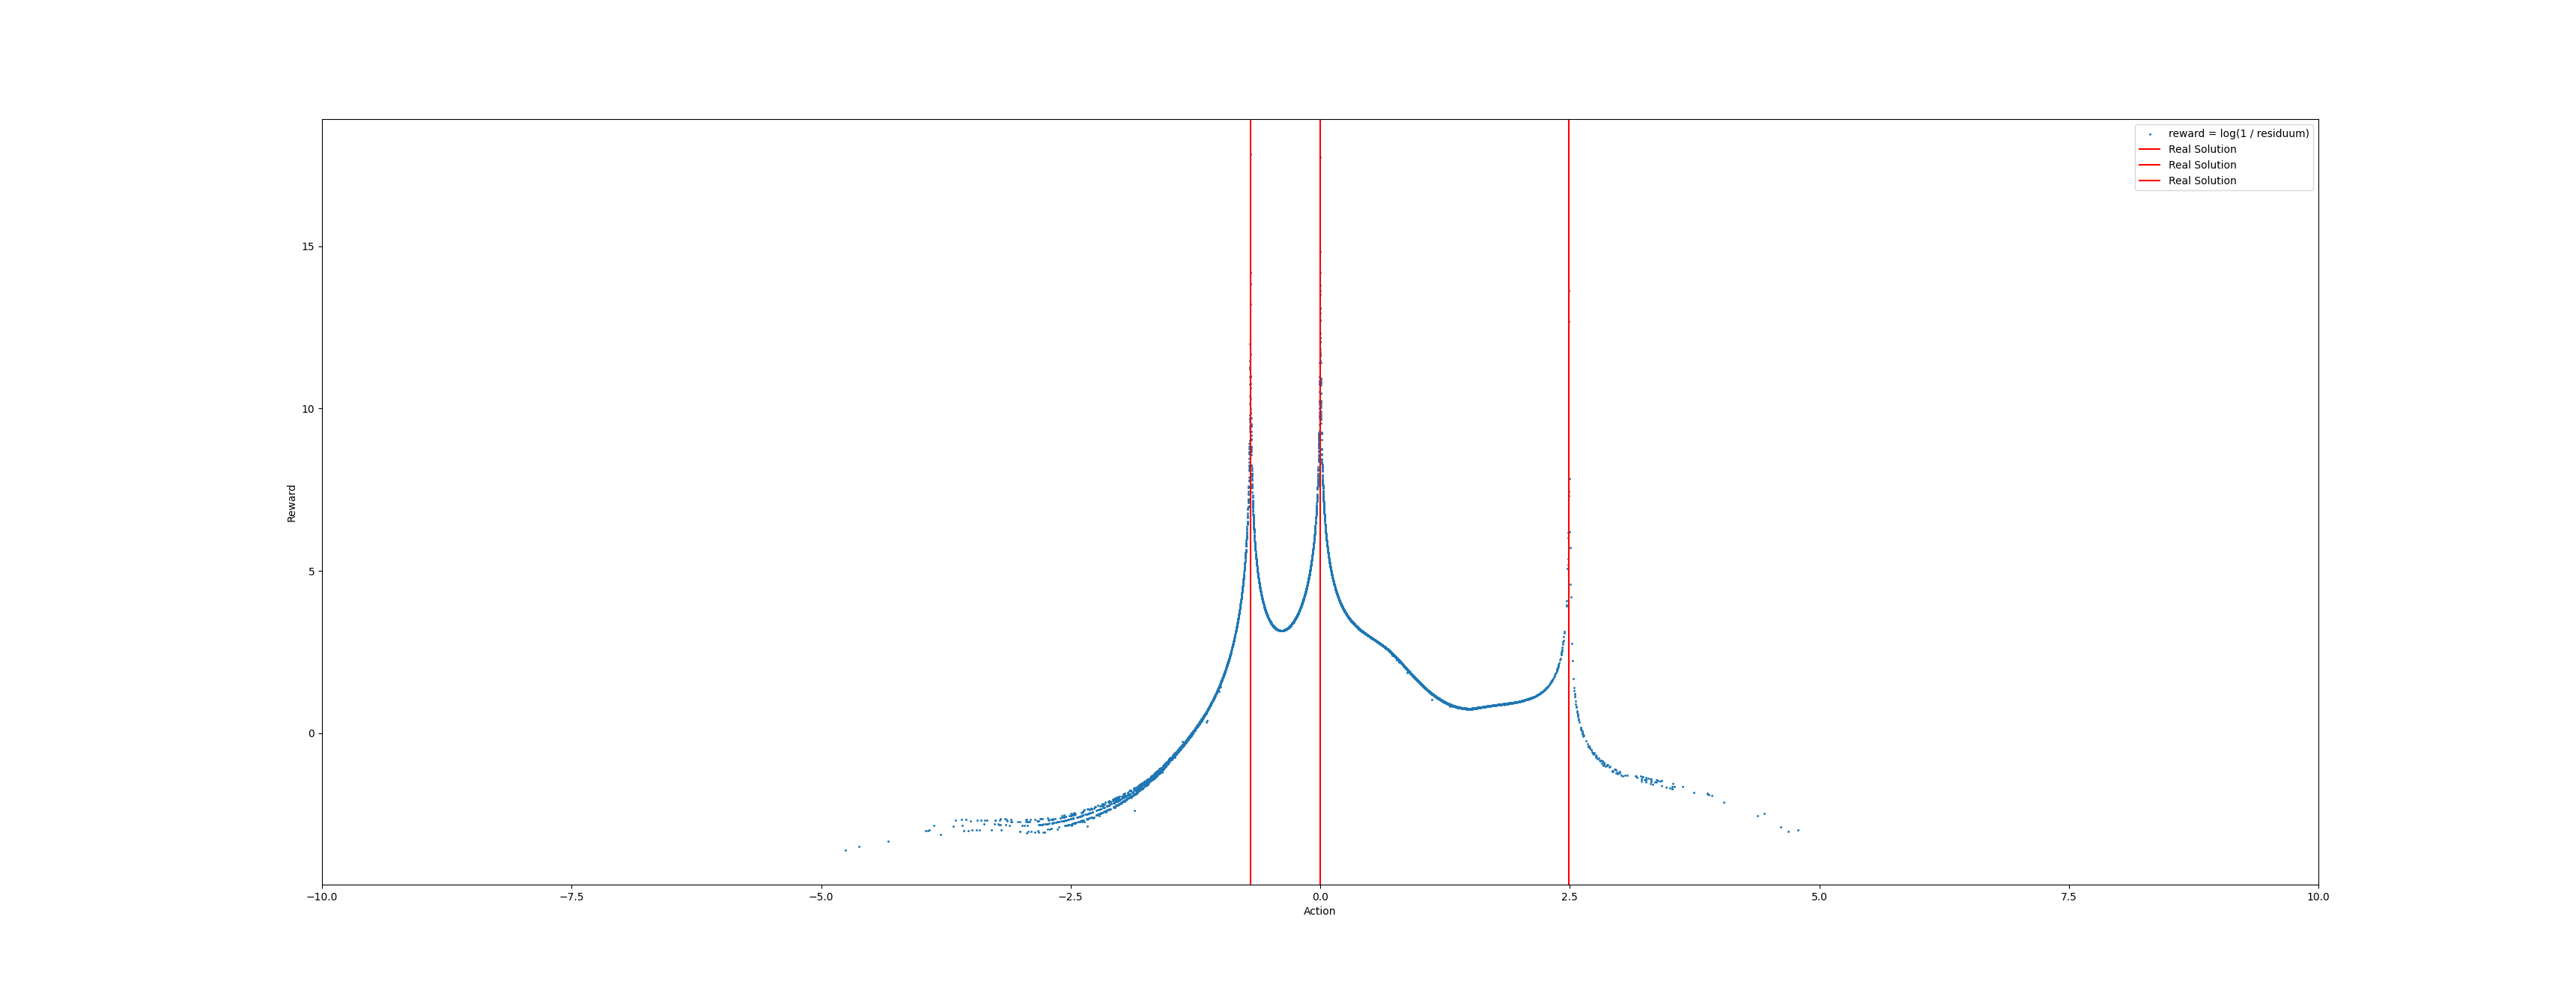 reward = log(1 / residuum)
Real Solution
Real Solution
Real Solution
15
10
5
0
Reward
−10.0 −7.5 −5.0 −2.5 0.0 2.5 5.0 7.5 10.0
Action